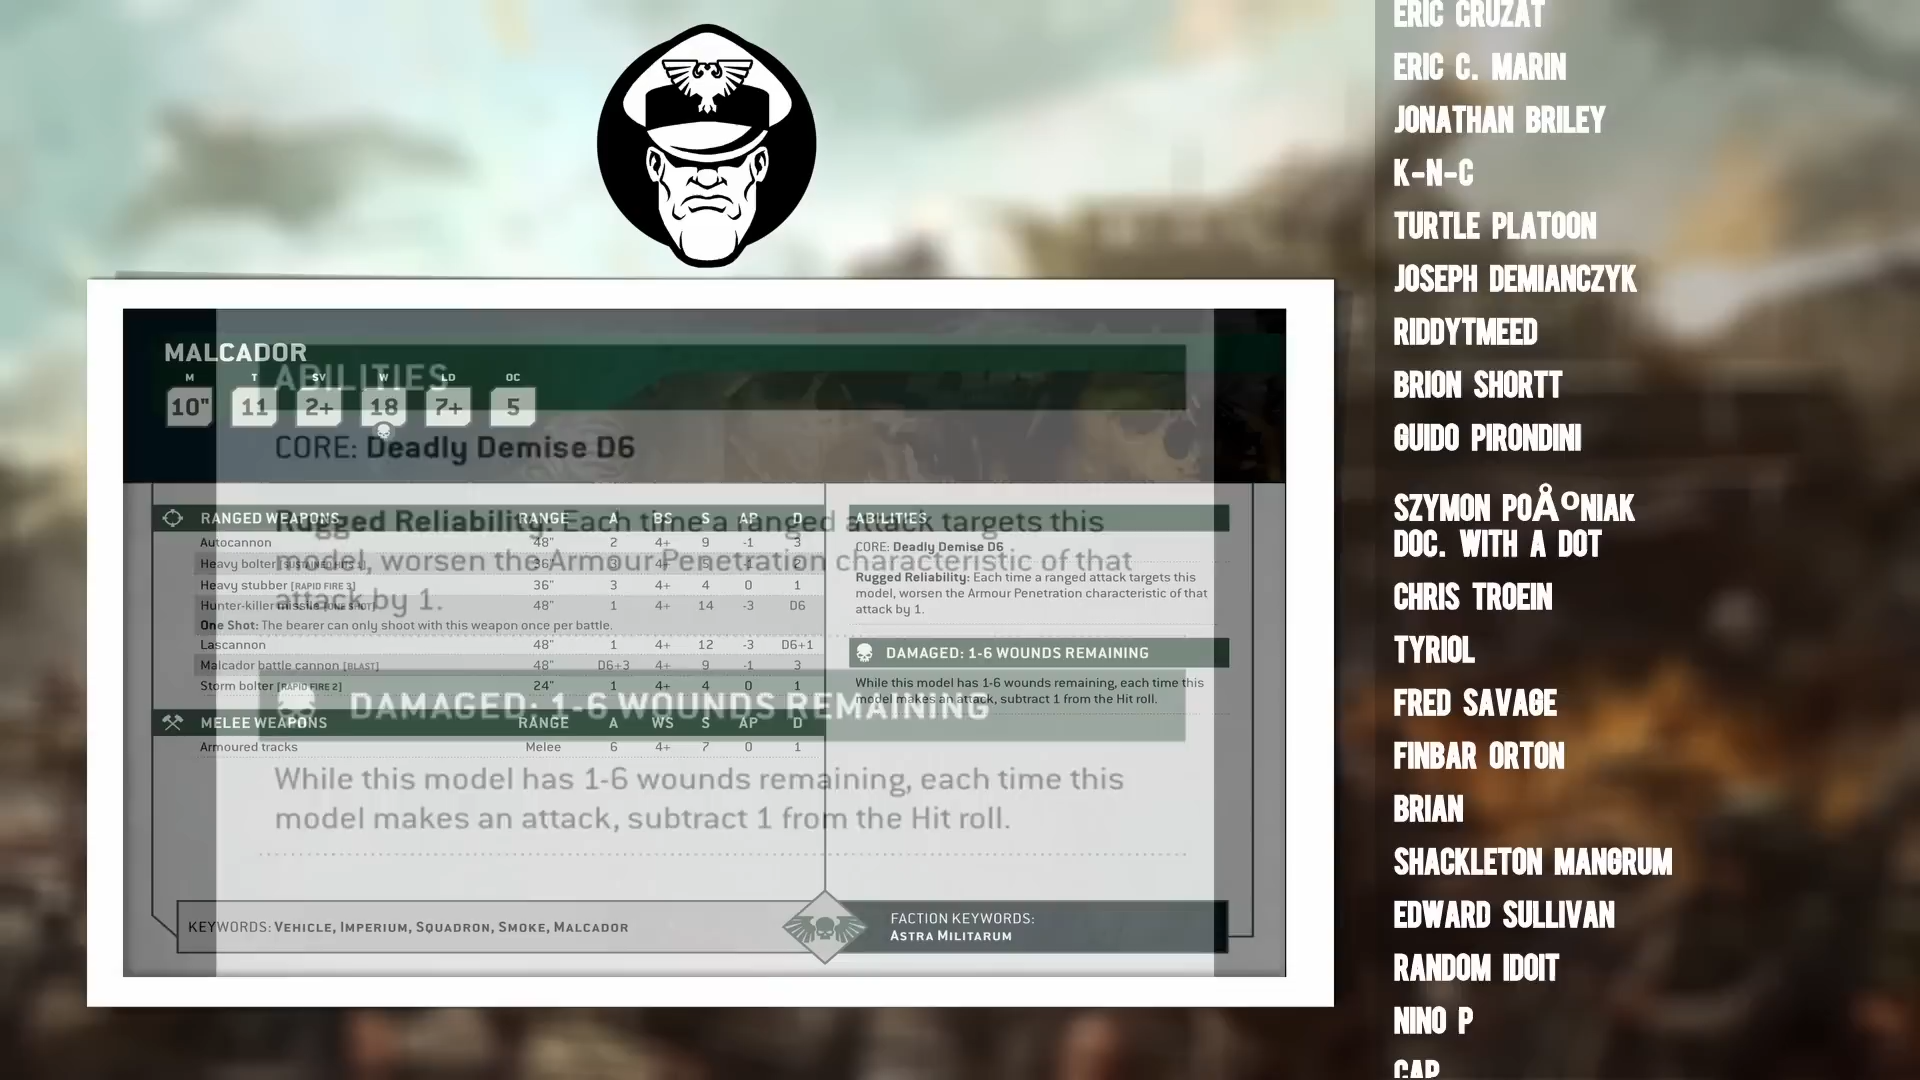 MALCADOR
M T SV W LD OC
10" 11 2+ 18 7+ 5
RANGED WEAPONS RANGE A BS S AP D
Autocannon 48" 2 4+ 9 -1 3
Heavy bolter [SUSTAINED HITS 1] 36" 3 4+ 5 -1 2
Heavy stubber [RAPID FIRE 3] 36" 3 4+ 4 0 1
Hunter-killer missile [ONE SHOT] 48" 1 4+ 14 -3 D6
One Shot: The bearer can only shoot with this weapon once per battle.
Lascannon 48" 1 4+ 12 -3 D6+1
Malcador battle cannon [BLAST] 48" D6+3 4+ 9 -1 3
Storm bolter [RAPID FIRE 2] 24" 1 4+ 4 0 1
MELEE WEAPONS RANGE A WS S AP D
Armoured tracks Melee 6 4+ 7 0 1
ABILITIES
CORE: Deadly Demise D6
Rugged Reliability: Each time a ranged attack targets this
model, worsen the Armour Penetration characteristic of that
attack by 1.
DAMAGED: 1-6 WOUNDS REMAINING
While this model has 1-6 wounds remaining, each time this
model makes an attack, subtract 1 from the Hit roll.
KEYWORDS: VEHICLE, IMPERIUM, SQUADRON, SMOKE, MALCADOR
FACTION KEYWORDS:
ASTRA MILITARUM
ABILITIES
CORE: Deadly Demise D6
Rugged Reliability: Each time a ranged attack targets this
model, worsen the Armour Penetration characteristic of that
attack by 1.
DAMAGED: 1-6 WOUNDS REMAINING
While this model has 1-6 wounds remaining, each time this
model makes an attack, subtract 1 from the Hit roll.
ERIC CRUZAT
ERIC C. MARIN
JONATHAN BRILEY
K-N-C
TURTLE PLATOON
JOSEPH DEMIANCZYK
RIDDYTMEED
BRION SHORTT
GUIDO PIRONDINI
SZYMON POÅºNIAK
DOC. WITH A DOT
CHRIS TROEIN
TYRIOL
FRED SAVAGE
FINBAR ORTON
BRIAN
SHACKLETON MANGRUM
EDWARD SULLIVAN
RANDOM IDOIT
NINO P